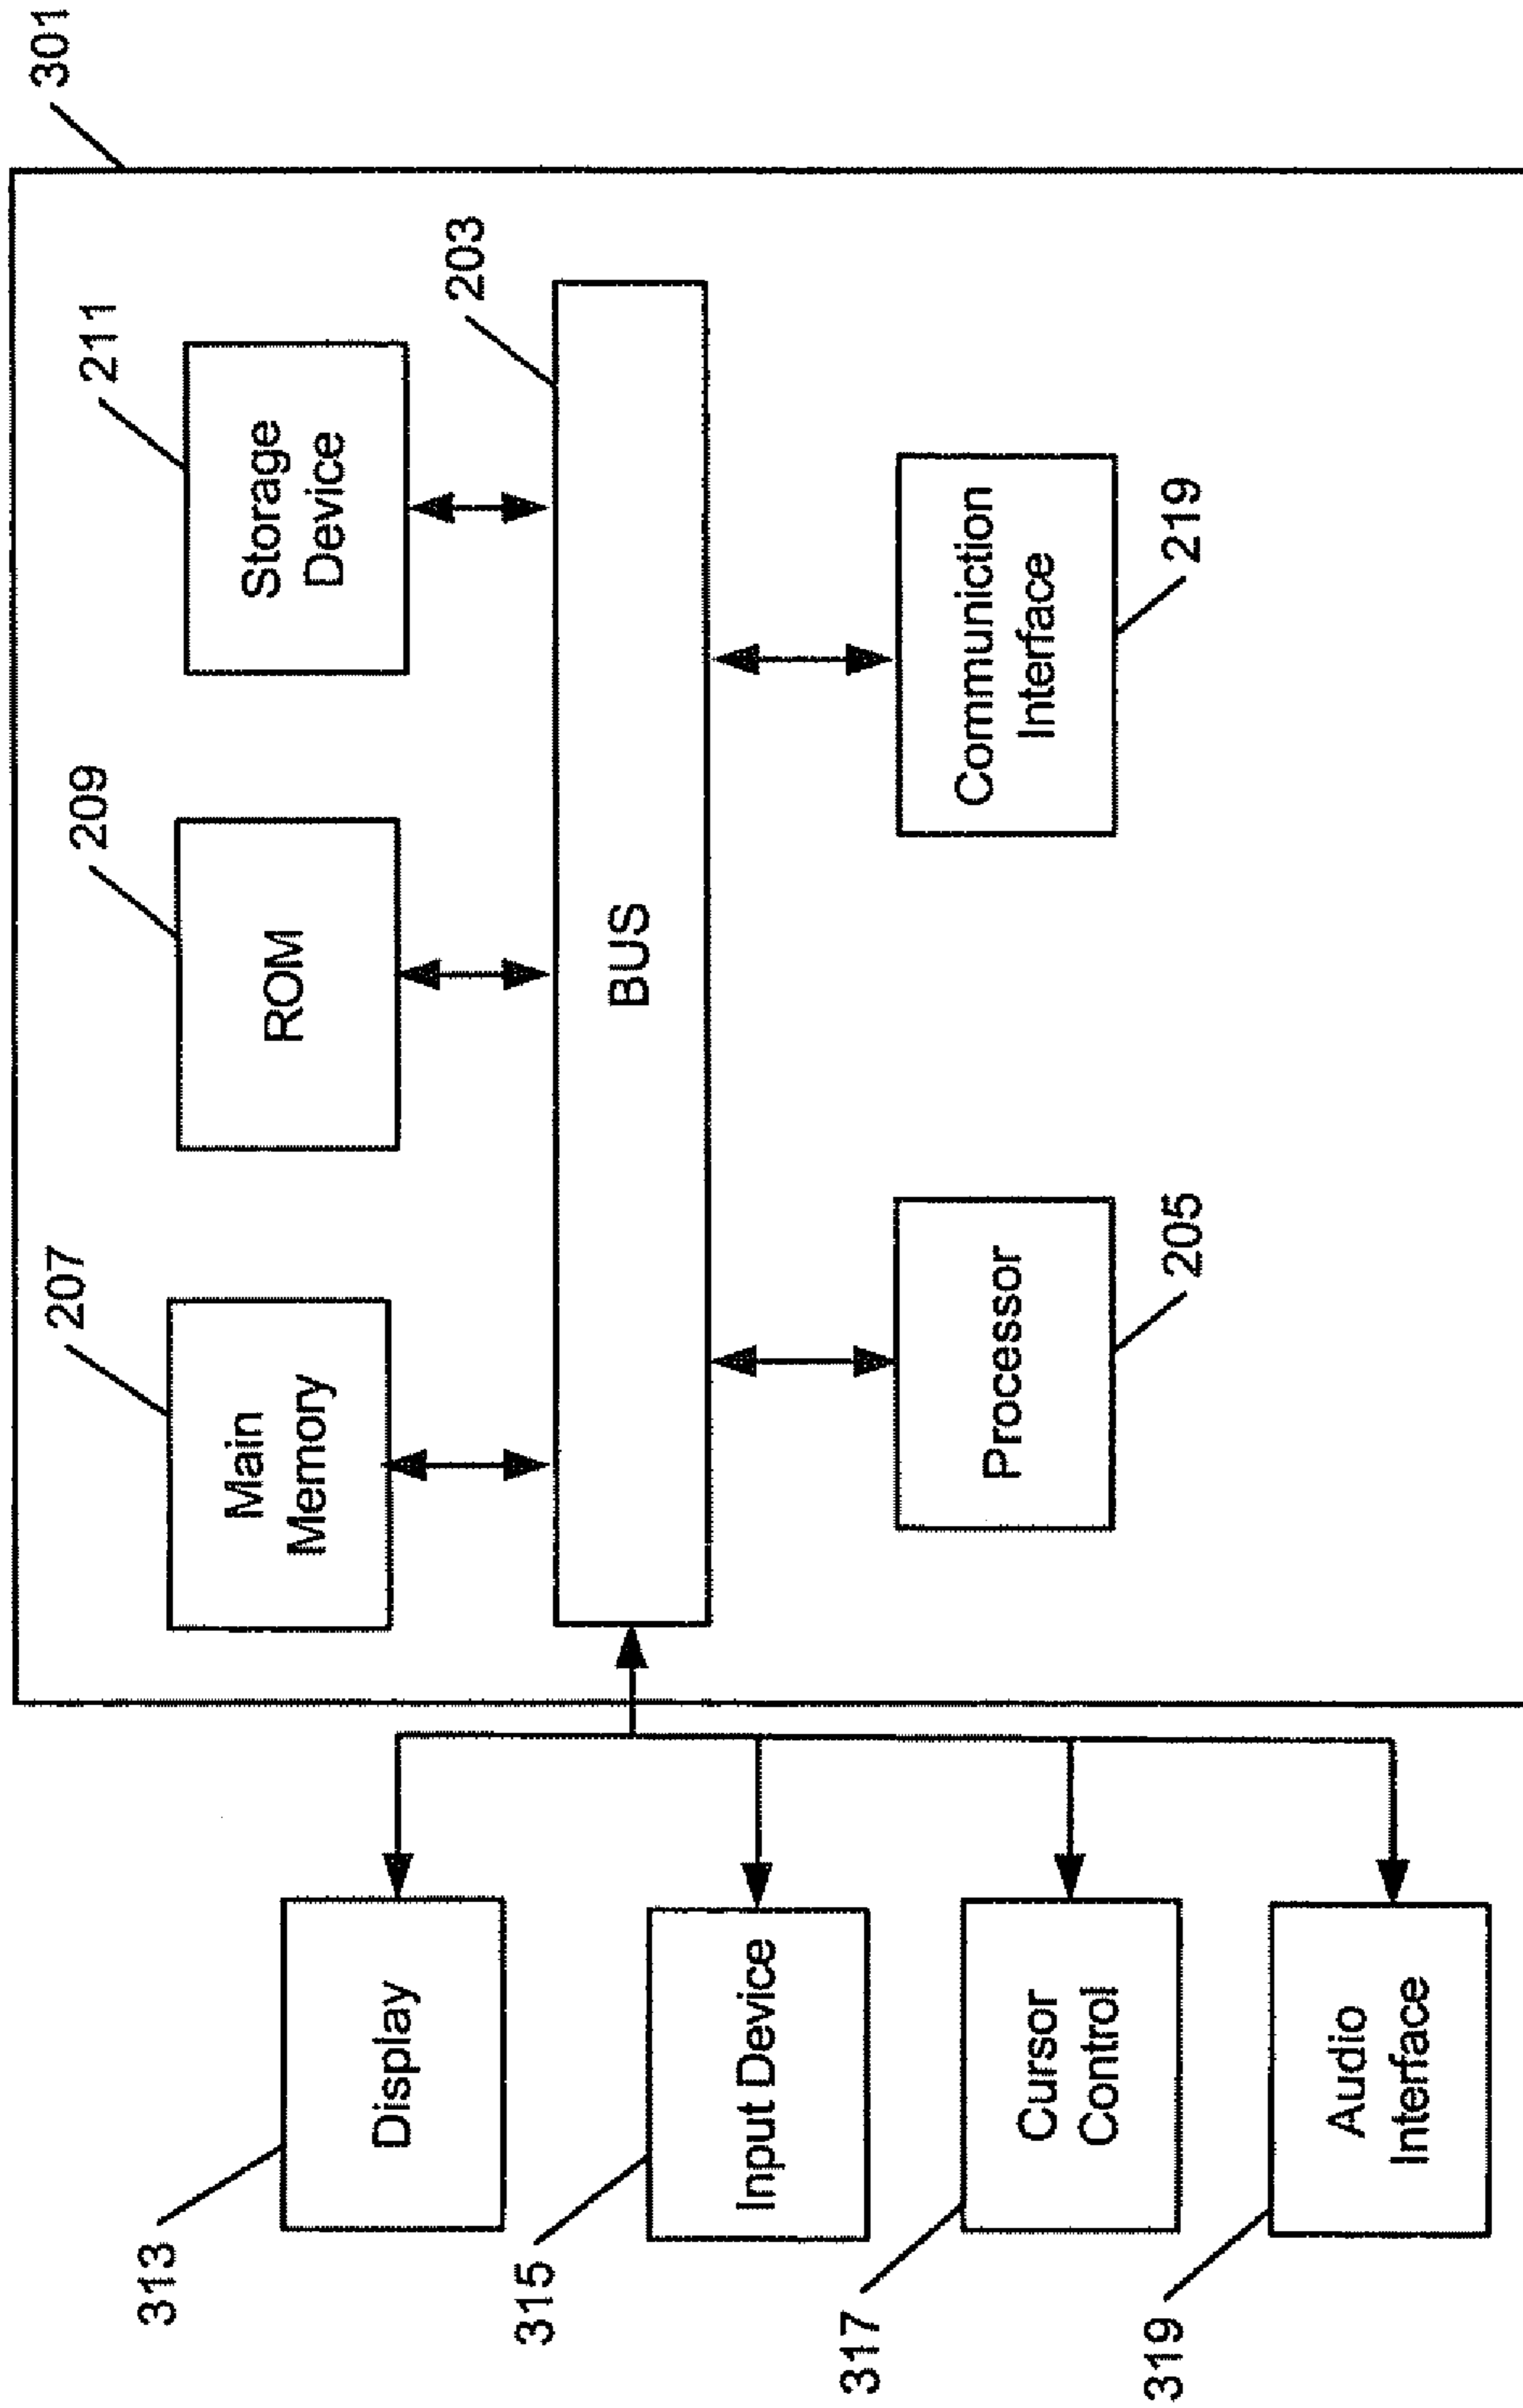 301
207
209
211
Main
Memory
ROM
Storage
Device
203
BUS
Processor
205
Communiction
Interface
219
313
Display
315
Input Device
317
Cursor
Control
319
Audio
Interface